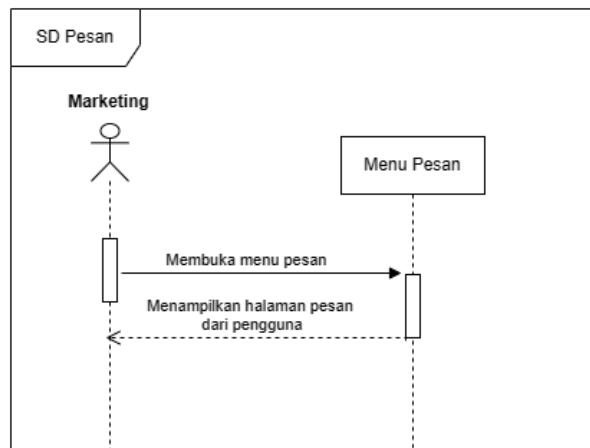 SD Pesan
Marketing
Menu Pesan
Membuka menu pesan
Menampilkan halaman pesan
dari pengguna